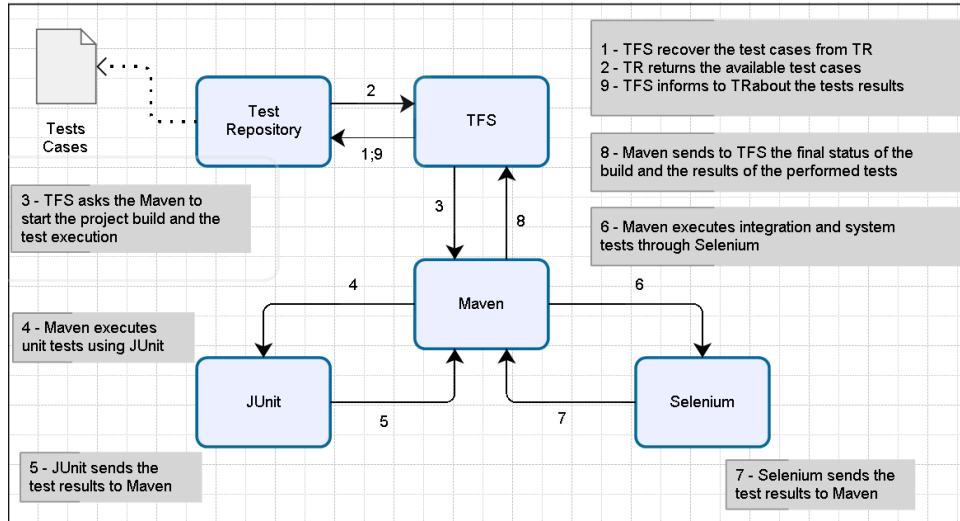 1 - TFS recover the test cases from TR
2 - TR returns the available test cases
9 - TFS informs to TRabout the tests results
Tests
Cases
Test
Repository
2
1;9
TFS
8 - Maven sends to TFS the final status of the
build and the results of the performed tests
3 - TFS asks the Maven to
start the project build and the
test execution
3
8
6 - Maven executes integration and system
tests through Selenium
4
Maven
6
4 - Maven executes
unit tests using JUnit
JUnit
5
7
Selenium
5 - JUnit sends the
test results to Maven
7 - Selenium sends the
test results to Maven